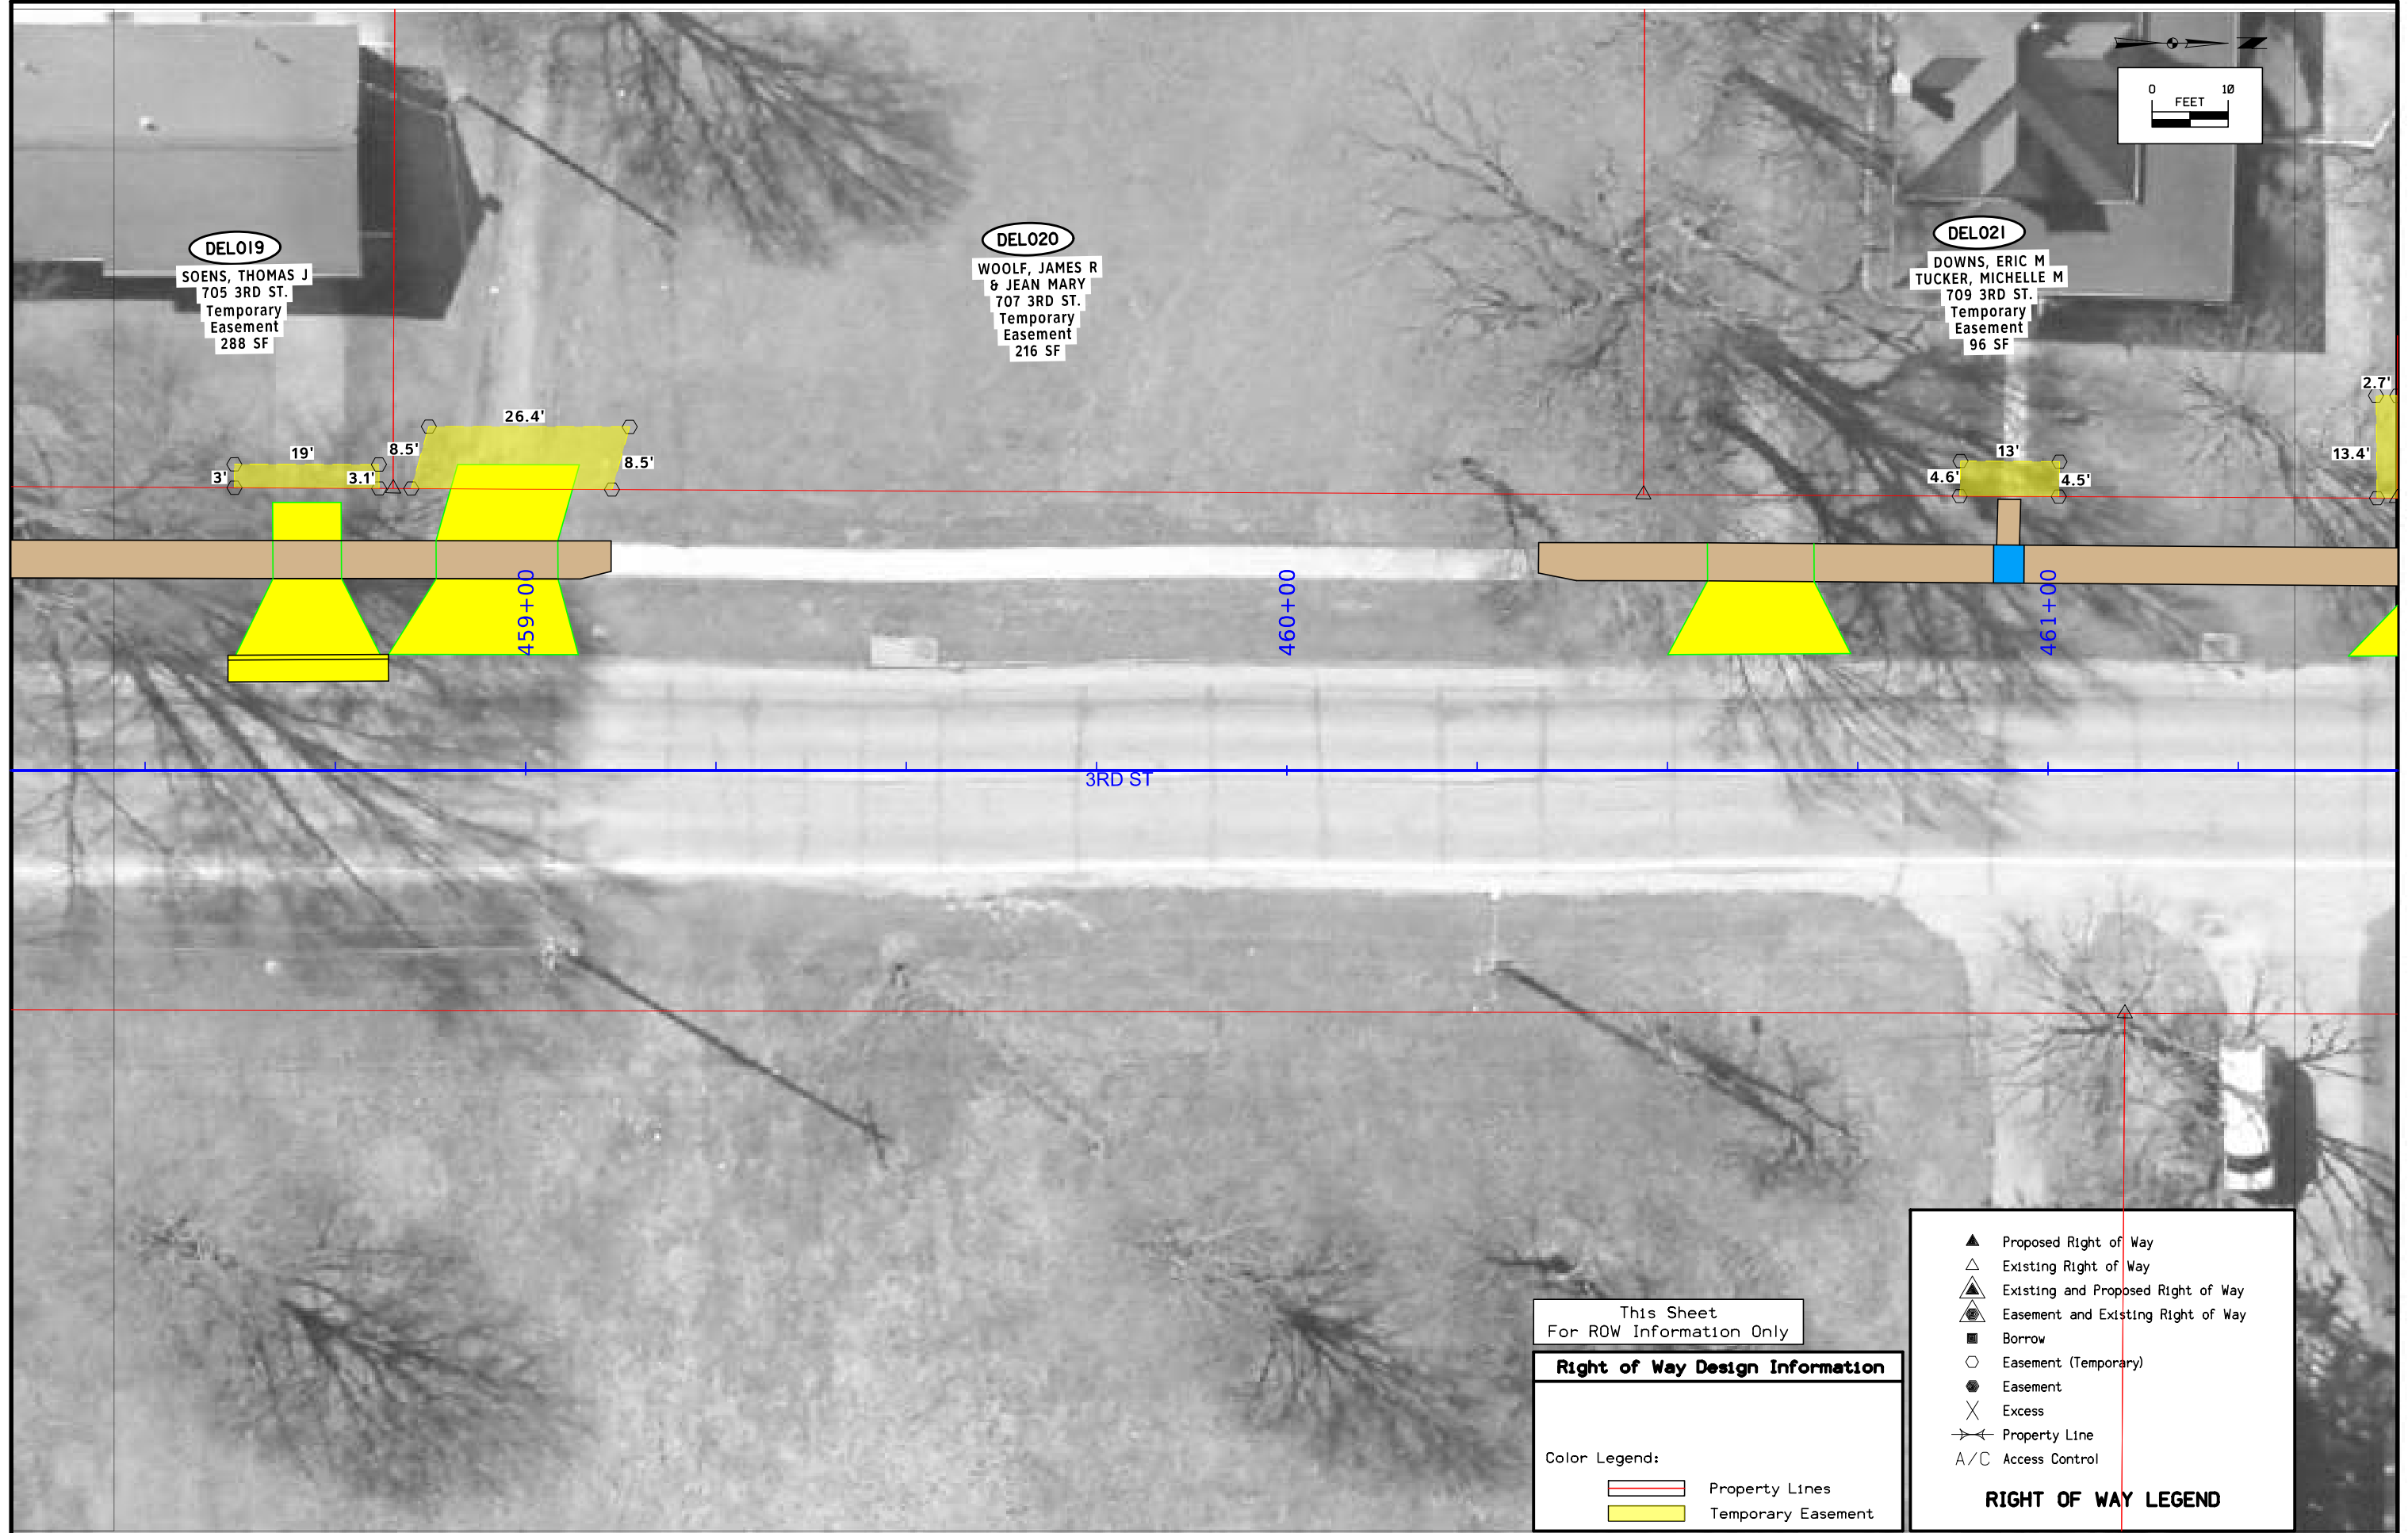 0 10
FEET
DEL019
SOENS, THOMAS J
705 3RD ST.
Temporary
Easement
288 SF
DEL020
WOOLF, JAMES R
& JEAN MARY
707 3RD ST.
Temporary
Easement
216 SF
DEL021
DOWNS, ERIC M
TUCKER, MICHELLE M
709 3RD ST.
Temporary
Easement
96 SF
19'
3'
3.1'
26.4'
8.5'
8.5'
13'
4.6'
4.5'
2.7'
13.4'
459+00
460+00
461+00
3RD ST
This Sheet
For ROW Information Only
Right of Way Design Information
Color Legend:
Property Lines
Temporary Easement
Proposed Right of Way
Existing Right of Way
Existing and Proposed Right of Way
Easement and Existing Right of Way
Borrow
Easement (Temporary)
Easement
Excess
Property Line
A/C Access Control
RIGHT OF WAY LEGEND